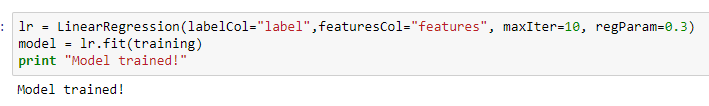 : lr = LinearRegression(labelCol="label",featuresCol="features", maxIter=10, regParam=0.3)
model = lr.fit(training)
print "Model trained!"
Model trained!